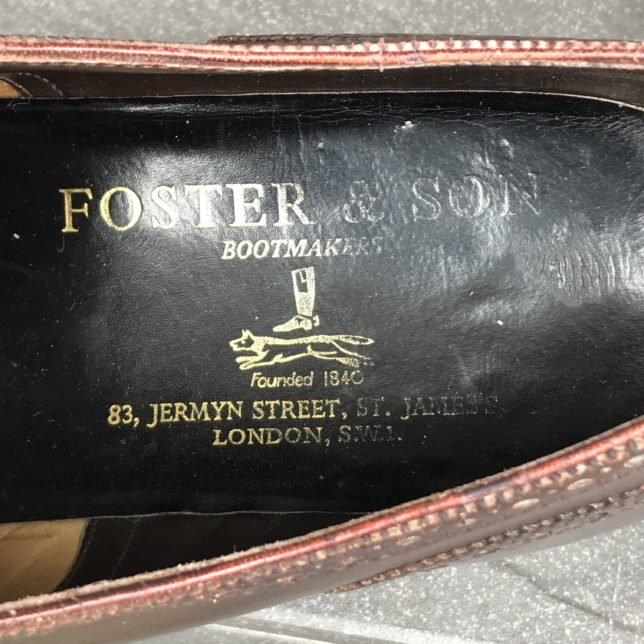 FOSTER & SON
BOOTMAKERS
Founded 1840
83, JERMYN STREET, ST. JAMES'S
LONDON, S.W.1.